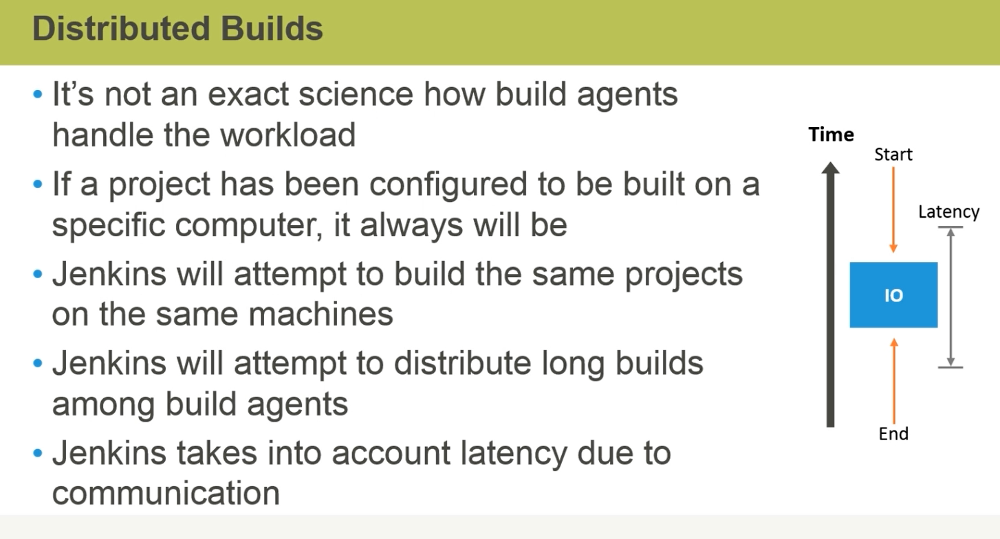 Distributed Builds
• It’s not an exact science how build agents
handle the workload
• If a project has been configured to be built on a
specific computer, it always will be
• Jenkins will attempt to build the same projects
on the same machines
• Jenkins will attempt to distribute long builds
among build agents
• Jenkins takes into account latency due to
communication
Time
Start
Latency
IO
End